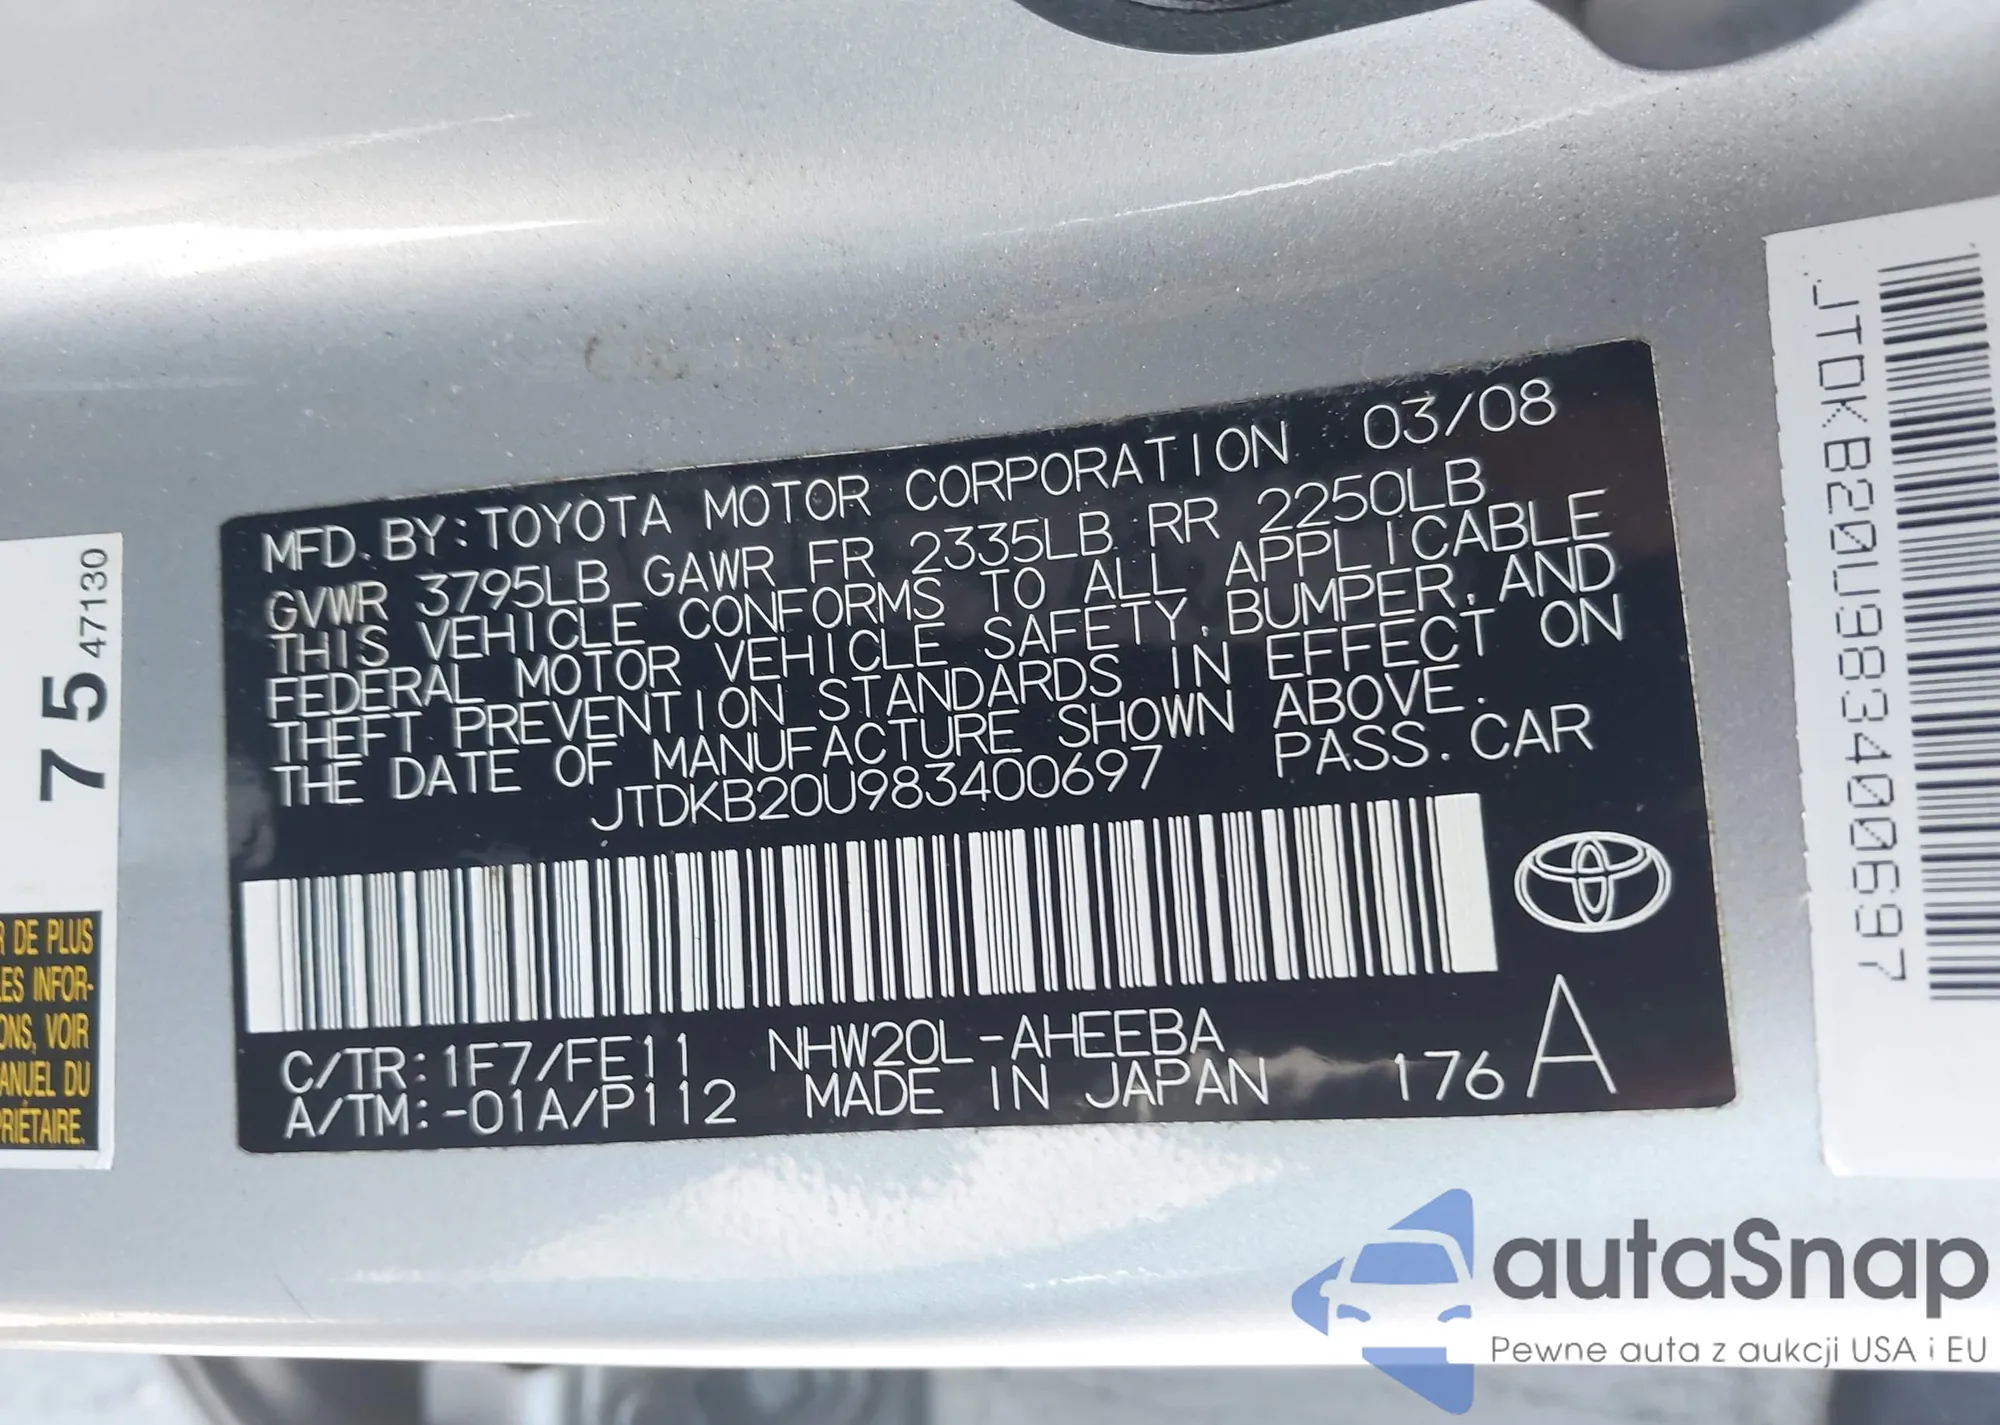 MFD. BY: TOYOTA MOTOR CORPORATION 03/08
GVWR 3795LB GAWR FR 2335LB RR 2250LB
THIS VEHICLE CONFORMS TO ALL APPLICABLE
FEDERAL MOTOR VEHICLE SAFETY, BUMPER, AND
THEFT PREVENTION STANDARDS IN EFFECT ON
THE DATE OF MANUFACTURE SHOWN ABOVE.
JTDKB20U983400697 PASS. CAR
C/TR: 1F7/FE11 NHW20L-AHEEBA
A/TM: -01A/P112 MADE IN JAPAN 176 A
JTDKB20U983400697
75 47130
R DE PLUS
LES INFOR-
ONS, VOIR
ANUEL DU
PRIÉTAIRE.
autaSnap
Pewne auta z aukcji USA i EU